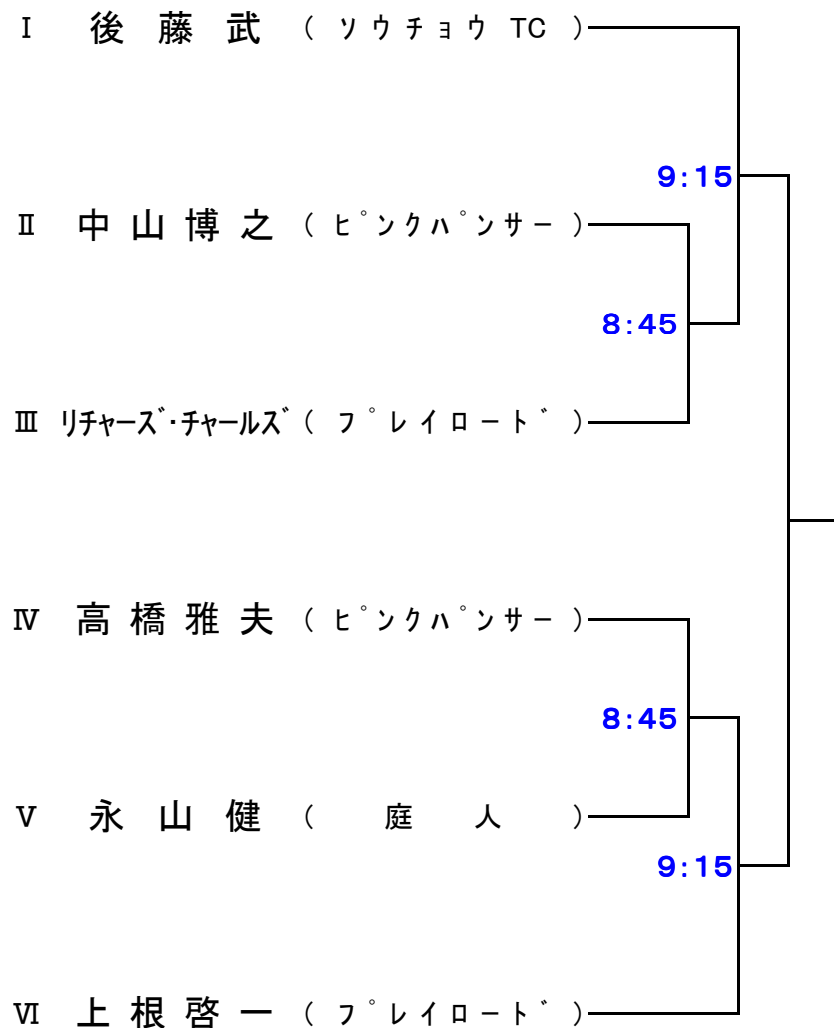 Ⅰ 後藤武 (ソウチョウ TC)
9:15
Ⅱ 中山博之 (ピンクパンサー)
8:45
Ⅲ リチャーズ・チャールズ (プレイロード)
Ⅳ 高橋雅夫 (ピンクパンサー)
8:45
Ⅴ 永山健 (庭人)
9:15
Ⅵ 上根啓一 (プレイロード)